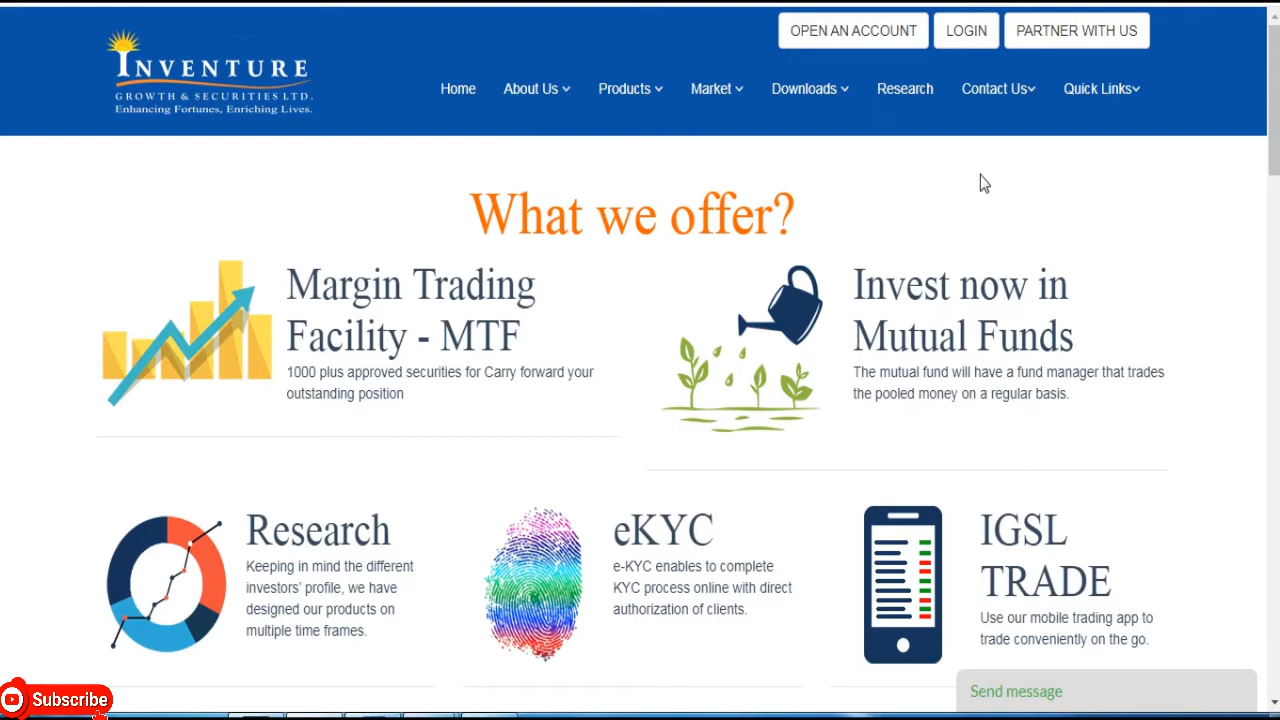 OPEN AN ACCOUNT LOGIN PARTNER WITH US
INVENTURE
GROWTH & SECURITIES LTD.
Enhancing Fortunes, Enriching Lives.
Home About Us Products Market Downloads Research Contact Us Quick Links
What we offer?
Margin Trading
Facility - MTF
1000 plus approved securities for Carry forward your
outstanding position
Invest now in
Mutual Funds
The mutual fund will have a fund manager that trades
the pooled money on a regular basis.
Research
Keeping in mind the different
investors' profile, we have
designed our products on
multiple time frames.
eKYC
e-KYC enables to complete
KYC process online with direct
authorization of clients.
IGSL
TRADE
Use our mobile trading app to
trade conveniently on the go.
Send message
Subscribe